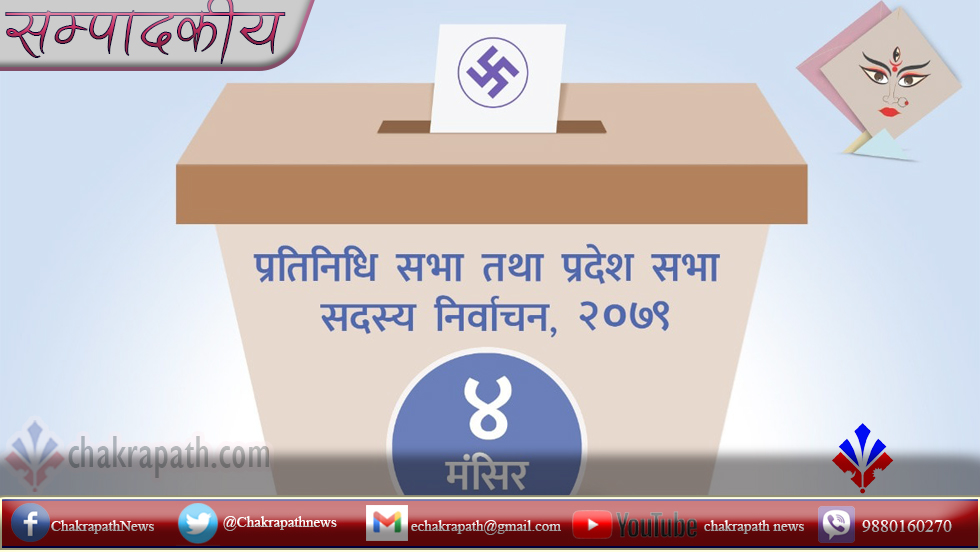 सम्पादकीय
प्रतिनिधि सभा तथा प्रदेश सभा
सदस्य निर्वाचन, २०७९
४
मंसिर
chakrapath.com
ChakrapathNews
@Chakrapathnews
echakrapath@gmail.com
YouTube chakrapath news
9880160270